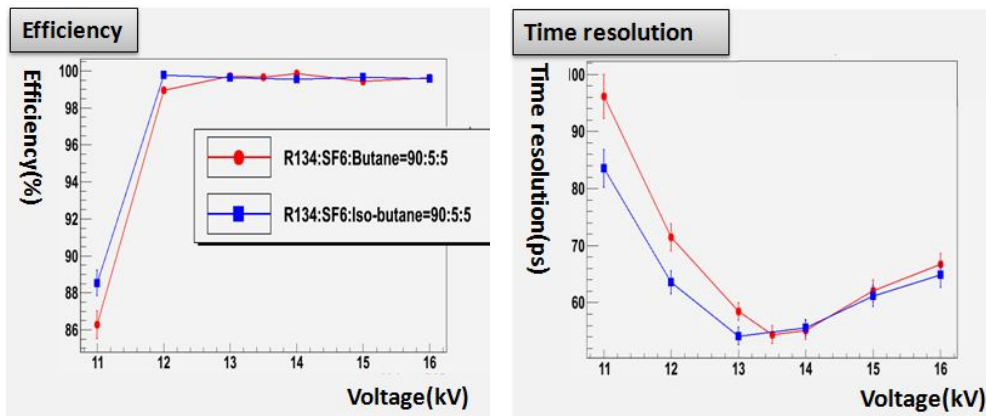 Efficiency
Efficiency(%)
100
98
96
94
92
90
88
86
R134:SF6:Butane=90:5:5
R134:SF6:Iso-butane=90:5:5
11 12 13 14 15 16
Voltage(kV)
Time resolution
Time resolution(ps)
100
90
80
70
60
11 12 13 14 15 16
Voltage(kV)